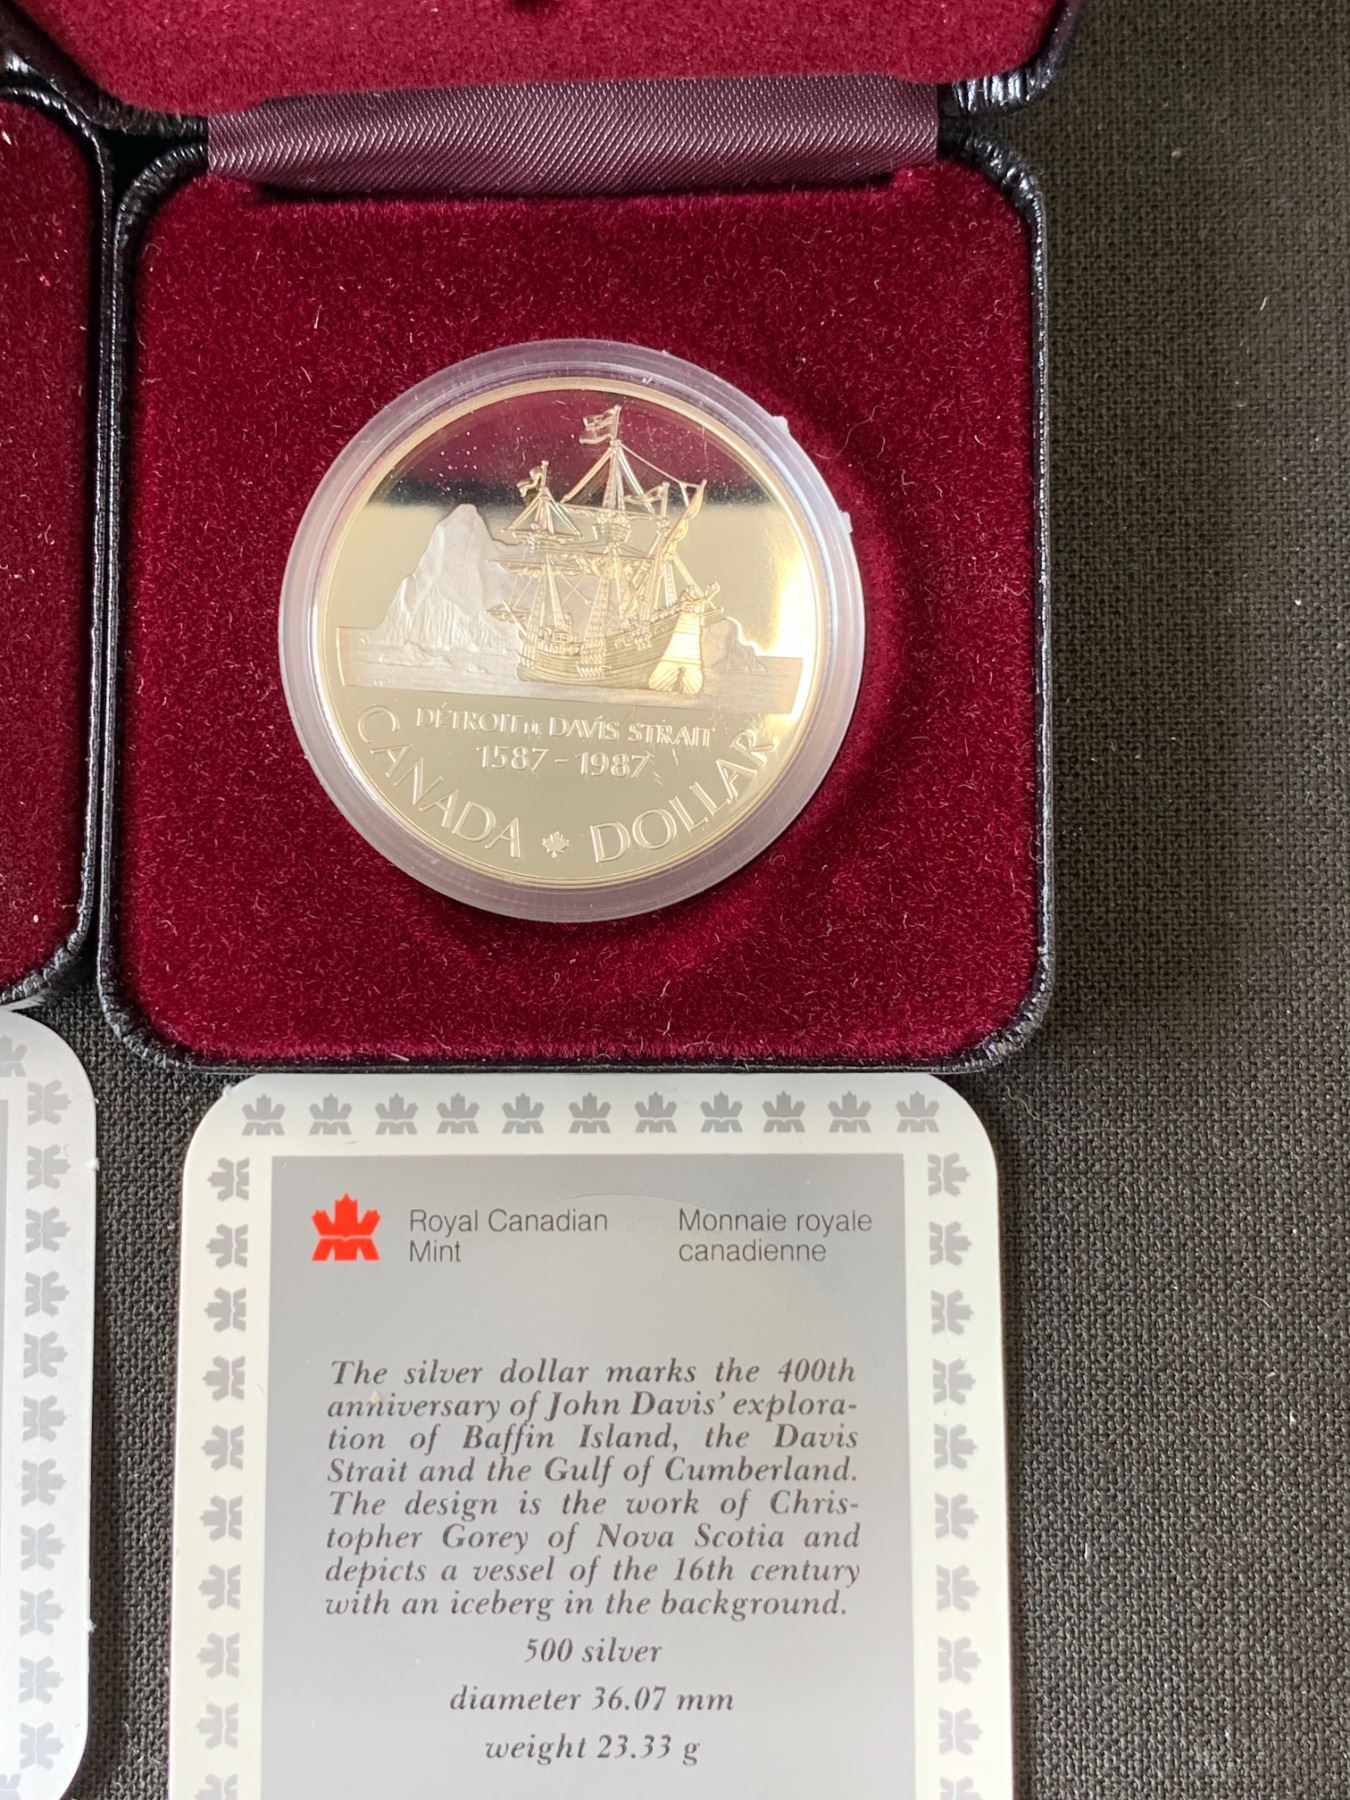 DÉTROIT DE DAVIS STRAIT
1587 - 1987
CANADA DOLLAR
Royal Canadian
Mint
Monnaie royale
canadienne
The silver dollar marks the 400th
anniversary of John Davis' explora-
tion of Baffin Island, the Davis
Strait and the Gulf of Cumberland.
The design is the work of Chris-
topher Gorey of Nova Scotia and
depicts a vessel of the 16th century
with an iceberg in the background.
500 silver
diameter 36.07 mm
weight 23.33 g